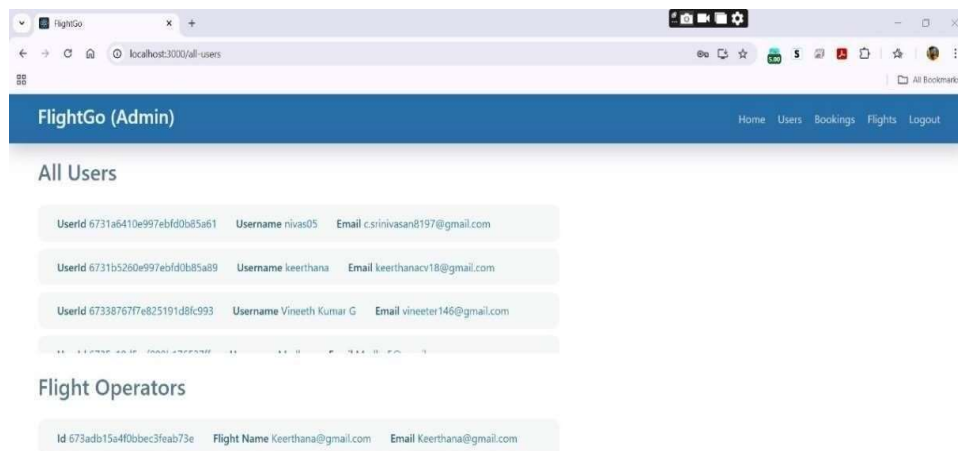 FlightGo
localhost:3000/all-users
5.00 S
All Bookmarks
FlightGo (Admin)
Home Users Bookings Flights Logout
All Users
UserId 6731a6410e997ebfd0b85a61 Username nivas05 Email c.srinivasan8197@gmail.com
UserId 6731b5260e997ebfd0b85a89 Username keerthana Email keerthanacv18@gmail.com
UserId 67338767f7e825191d8fc993 Username Vineeth Kumar G Email vineeter146@gmail.com
Flight Operators
Id 673adb15a4f0bbec3feab73e Flight Name Keerthana@gmail.com Email Keerthana@gmail.com